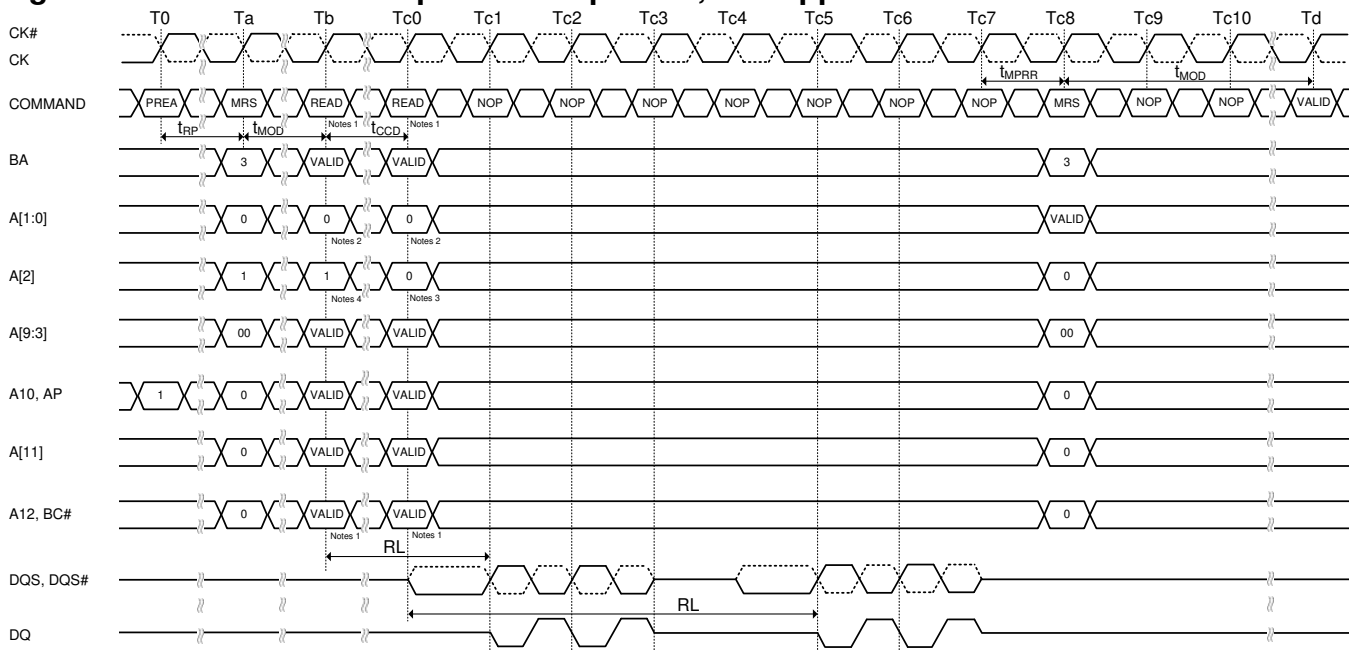 T0 Ta Tb Tc0 Tc1 Tc2 Tc3 Tc4 Tc5 Tc6 Tc7 Tc8 Tc9 Tc10 Td
CK#
CK
tMPRR tMOD
COMMAND PREA MRS READ READ NOP NOP NOP NOP NOP NOP NOP MRS NOP NOP VALID
Notes 1 Notes 1
tRP tMOD tCCD
BA 3 VALID VALID 3
A[1:0] 0 0 0 VALID
Notes 2 Notes 2
A[2] 1 1 0 0
Notes 4 Notes 3
A[9:3] 00 VALID VALID 00
A10, AP 1 0 VALID VALID 0
A[11] 0 VALID VALID 0
A12, BC# 0 VALID VALID 0
Notes 1 Notes 1
RL
DQS, DQS#
RL
DQ